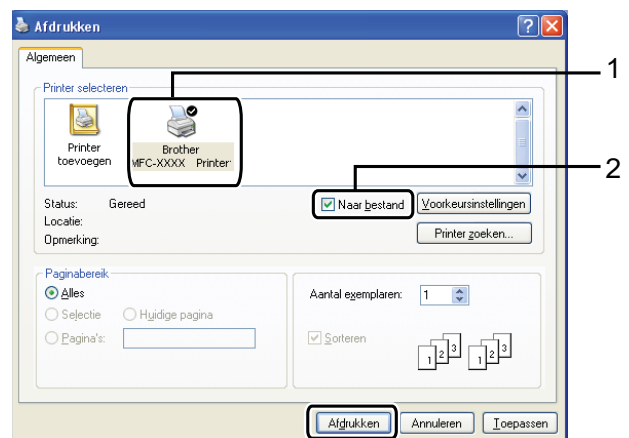 Afdrukken
Algemeen
Printer selecteren
1
Printer toevoegen
Brother MFC-XXXX Printer
2
Status: Gereed
Naar bestand
Voorkeursinstellingen
Locatie:
Opmerking:
Printer zoeken...
Paginabereik
Alles
Selectie
Huidige pagina
Pagina's:
Aantal exemplaren: 1
Sorteren
1 2 3 1 2 3
Afdrukken
Annuleren
Toepassen